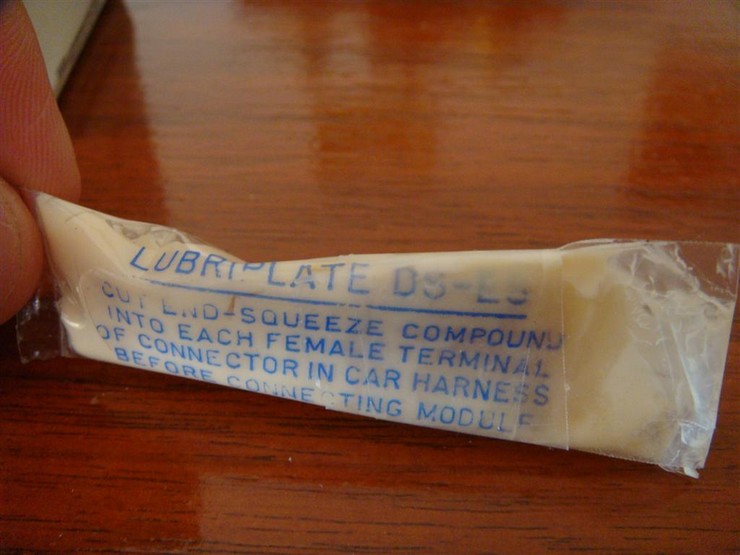 LUBRIPLATE DS-ES
CUT END-SQUEEZE COMPOUND
INTO EACH FEMALE TERMINAL
OF CONNECTOR IN CAR HARNESS
BEFORE CONNECTING MODULE